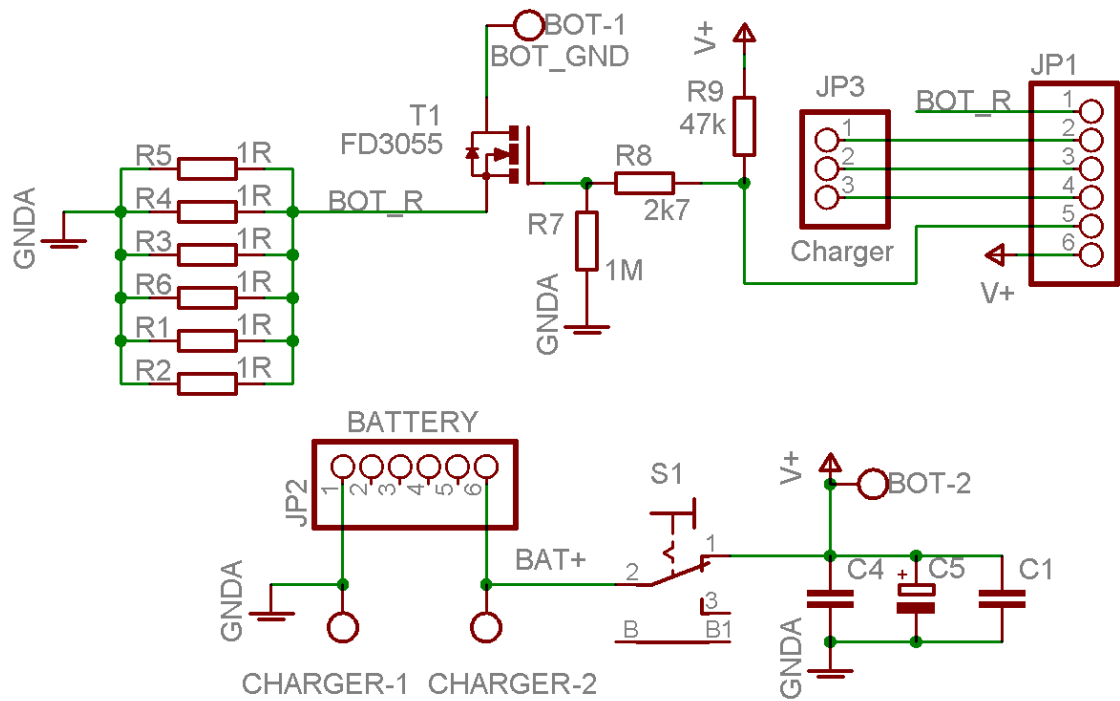 BOT-1
BOT_GND
V+
T1
FD3055
R9
47k
JP3
JP1
BOT_R
1
2
3
4
5
6
1
2
3
Charger
V+
R8
2k7
R7
1M
GNDA
BOT_R
R5 1R
R4 1R
R3 1R
R6 1R
R1 1R
R2 1R
GNDA
BATTERY
JP2
1 2 3 4 5 6
GNDA
CHARGER-1 CHARGER-2
BAT+
S1
2
1
3
B B1
V+
BOT-2
C4
+
C5
C1
GNDA